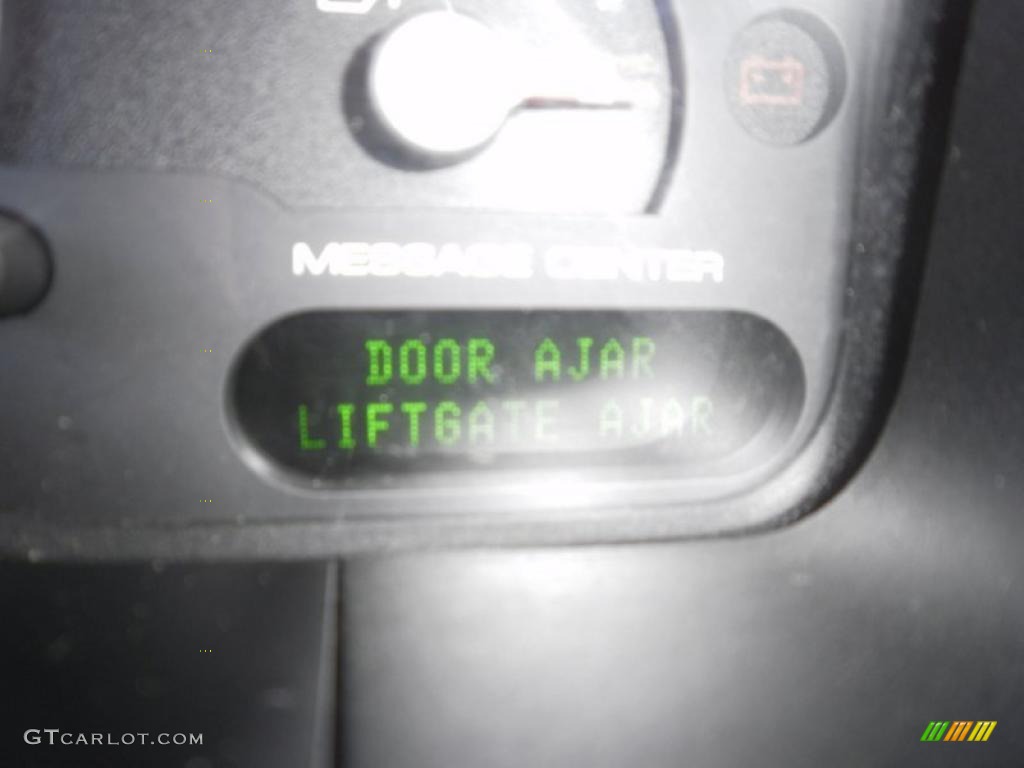 MESSAGE CENTER
DOOR AJAR
LIFTGATE AJAR
GTCARLOT.COM